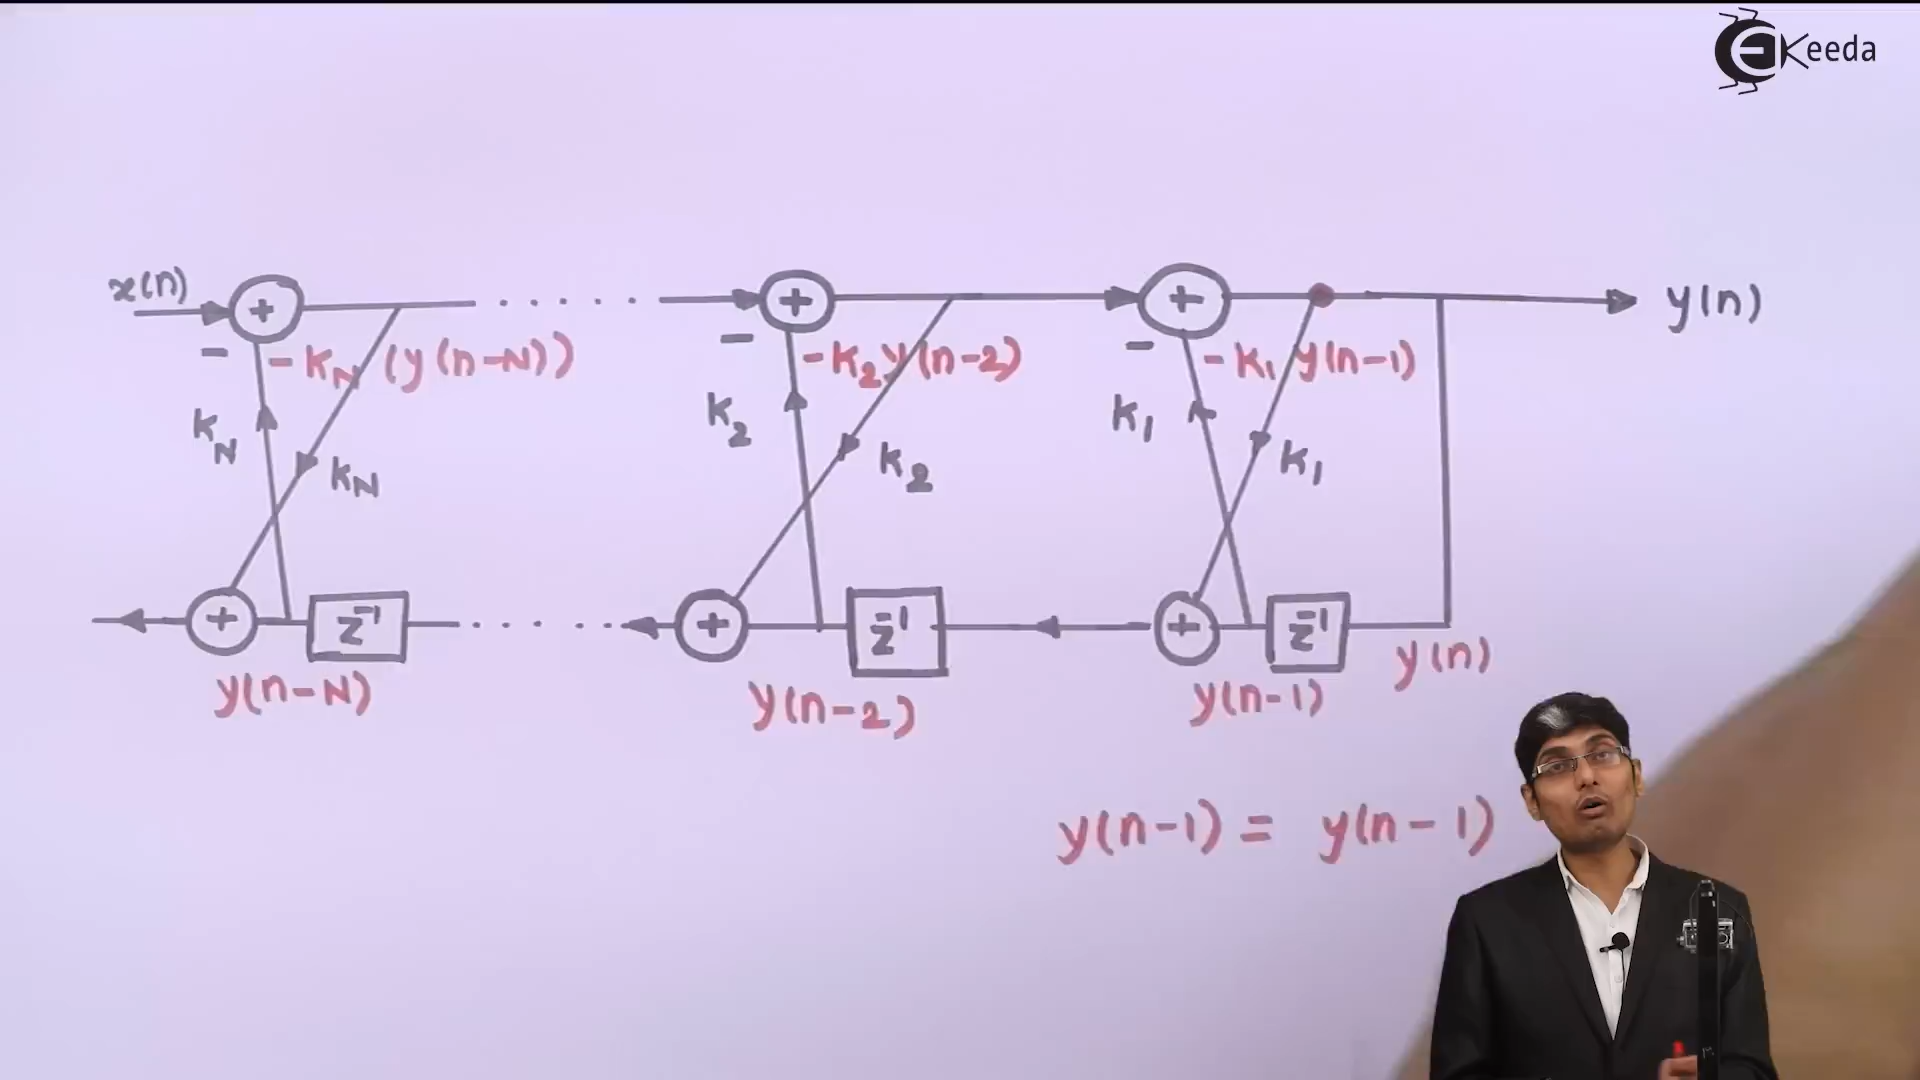 Keeda
x(n)
+
+
+
y(n)
- -K_N (y(n-N))
- -K_2 y(n-2)
- -K_1 y(n-1)
K_N
K_N
K_2
K_2
K_1
K_1
+
z^-1
+
z^-1
+
z^-1
y(n)
y(n-N)
y(n-2)
y(n-1)
y(n-1) = y(n-1)